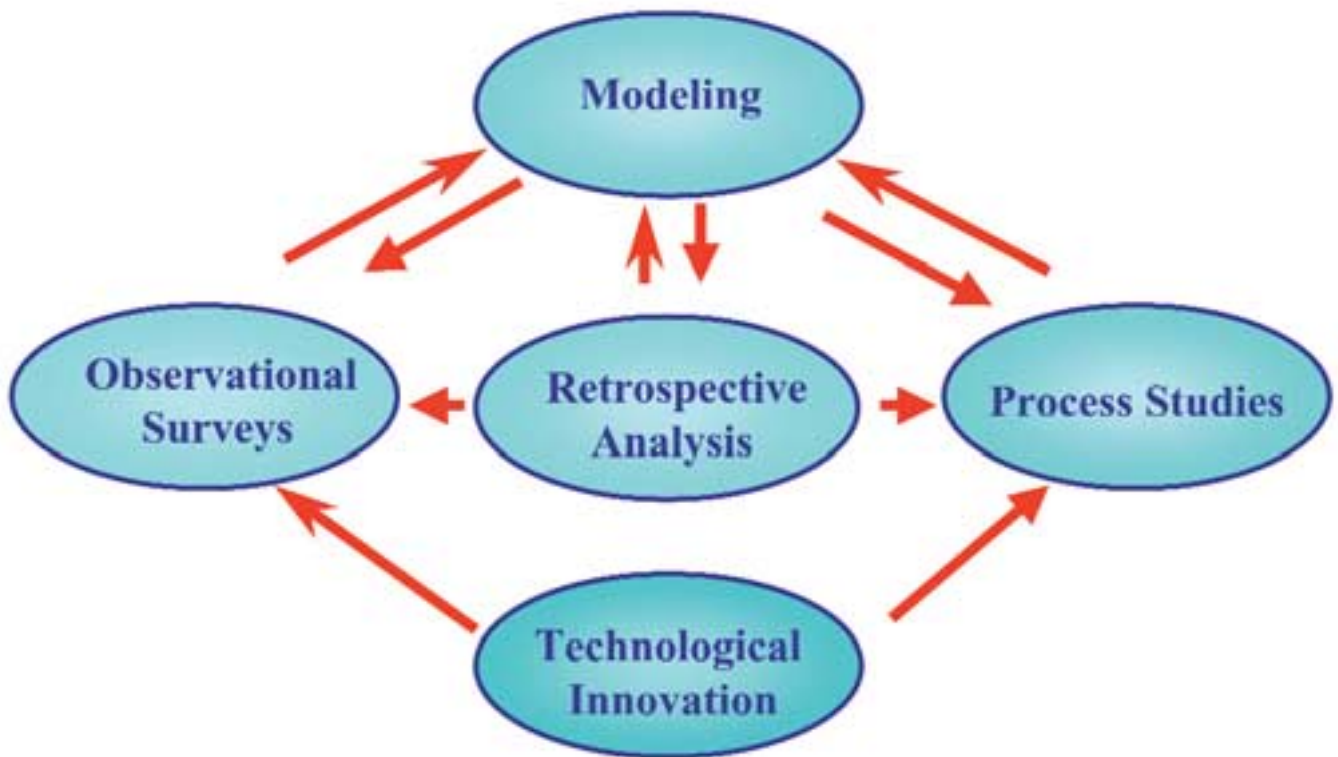 Modeling
Observational
Surveys
Retrospective
Analysis
Process Studies
Technological
Innovation